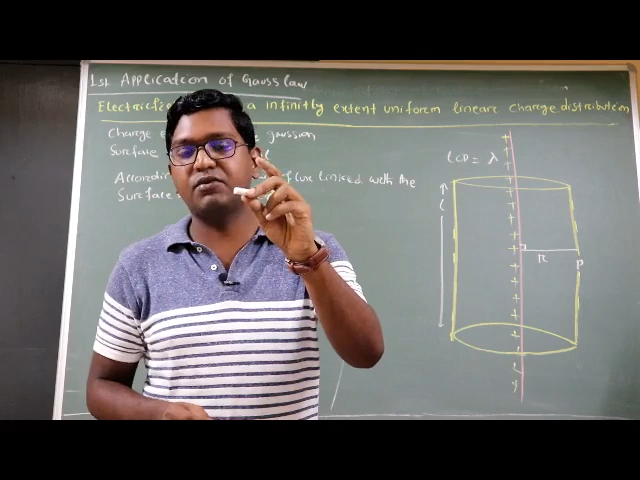 1st Application of Gauss law
Electric a infinitly extent uniform linear charge distribution
Charge gaussian
Surface
LCD = λ
According flux linked with the
Surface
L
R
P